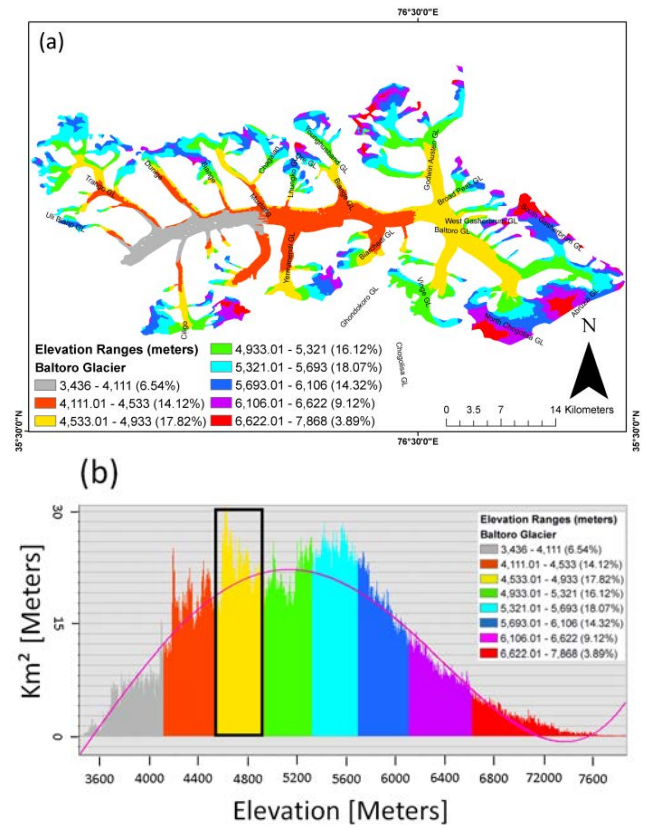 76°30'0"E
(a)
Younghusband GL
Godwin Austen GL
Trango GL
Dunge
Biange
Muztang
Biange GL
Broad Peak GL
Uli Biaho GL
West Gasherbrum GL
Baltoro GL
Yermanendu GL
Biarchedi GL
Vinge GL
Abruzzi GL
Ghondokoro GL
North Chogolisa GL
Chogolisa GL
N
Elevation Ranges (meters)
Baltoro Glacier
3,436 - 4,111 (6.54%)
4,111.01 - 4,533 (14.12%)
4,533.01 - 4,933 (17.82%)
4,933.01 - 5,321 (16.12%)
5,321.01 - 5,693 (18.07%)
5,693.01 - 6,106 (14.32%)
6,106.01 - 6,622 (9.12%)
6,622.01 - 7,868 (3.89%)
0 3.5 7 14 Kilometers
35°30'0"N
35°30'0"N
76°30'0"E
(b)
Km² [Meters]
30
15
0
Elevation Ranges (meters)
Baltoro Glacier
3,436 - 4,111 (6.54%)
4,111.01 - 4,533 (14.12%)
4,533.01 - 4,933 (17.82%)
4,933.01 - 5,321 (16.12%)
5,321.01 - 5,693 (18.07%)
5,693.01 - 6,106 (14.32%)
6,106.01 - 6,622 (9.12%)
6,622.01 - 7,868 (3.89%)
3600 4000 4400 4800 5200 5600 6000 6400 6800 72000 7600
Elevation [Meters]